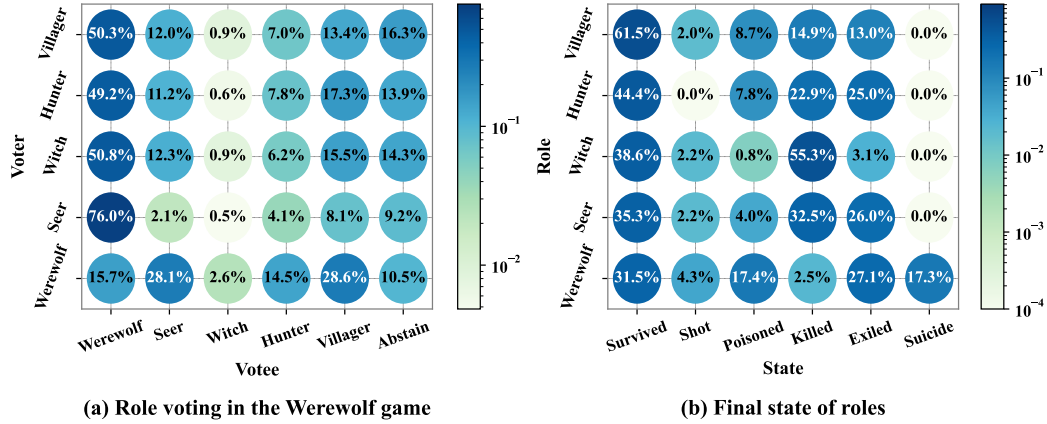 Voter
Villager 50.3% 12.0% 0.9% 7.0% 13.4% 16.3%
Hunter 49.2% 11.2% 0.6% 7.8% 17.3% 13.9%
Witch 50.8% 12.3% 0.9% 6.2% 15.5% 14.3%
Seer 76.0% 2.1% 0.5% 4.1% 8.1% 9.2%
Werewolf 15.7% 28.1% 2.6% 14.5% 28.6% 10.5%
Werewolf Seer Witch Hunter Villager Abstain
Votee
10⁻¹
10⁻²
(a) Role voting in the Werewolf game
Role
Villager 61.5% 2.0% 8.7% 14.9% 13.0% 0.0%
Hunter 44.4% 0.0% 7.8% 22.9% 25.0% 0.0%
Witch 38.6% 2.2% 0.8% 55.3% 3.1% 0.0%
Seer 35.3% 2.2% 4.0% 32.5% 26.0% 0.0%
Werewolf 31.5% 4.3% 17.4% 2.5% 27.1% 17.3%
Survived Shot Poisoned Killed Exiled Suicide
State
10⁻¹
10⁻²
10⁻³
10⁻⁴
(b) Final state of roles